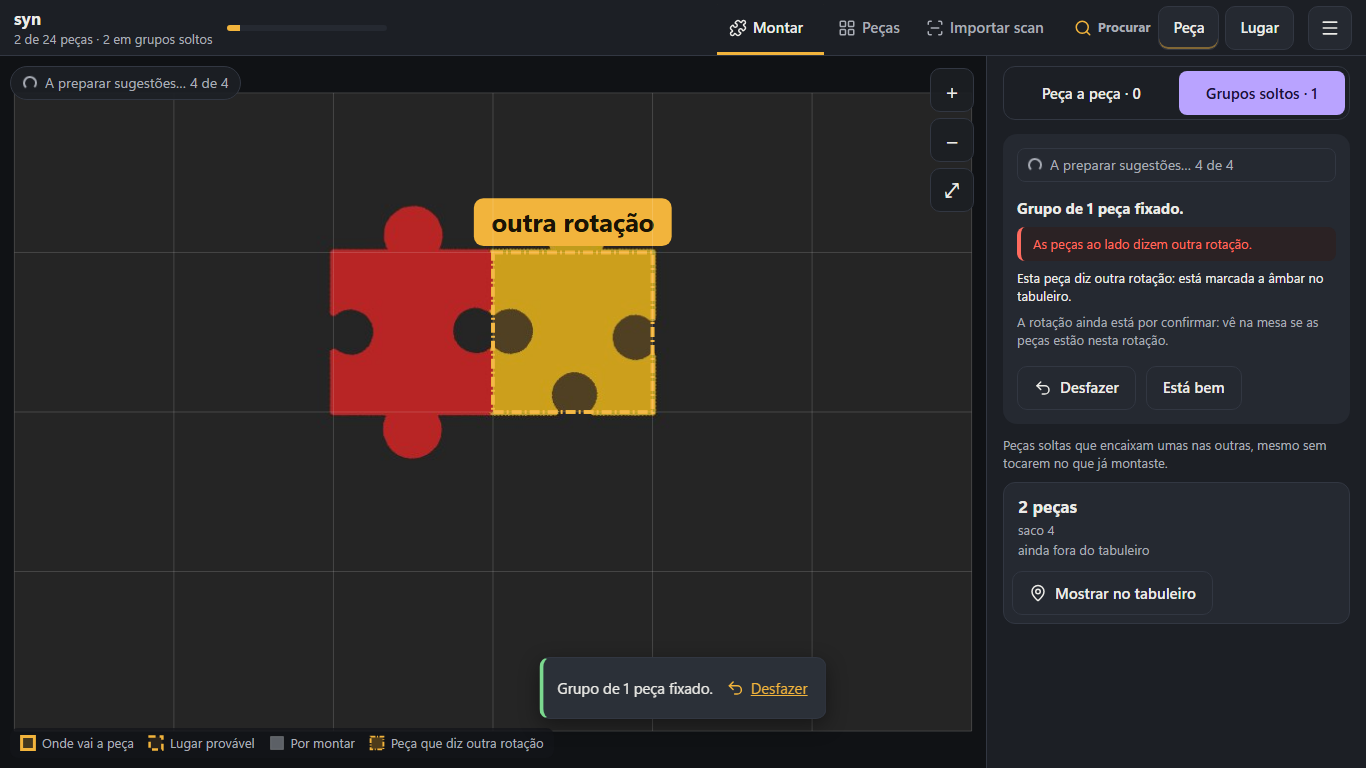 syn
2 de 24 peças · 2 em grupos soltos
Montar
Peças
Importar scan
Procurar
Peça
Lugar
A preparar sugestões... 4 de 4
outra rotação
Peça a peça · 0
Grupos soltos · 1
A preparar sugestões... 4 de 4
Grupo de 1 peça fixado.
As peças ao lado dizem outra rotação.
Esta peça diz outra rotação: está marcada a âmbar no
tabuleiro.
A rotação ainda está por confirmar: vê na mesa se as
peças estão nesta rotação.
Desfazer
Está bem
Peças soltas que encaixam umas nas outras, mesmo sem
tocarem no que já montaste.
2 peças
saco 4
ainda fora do tabuleiro
Mostrar no tabuleiro
Grupo de 1 peça fixado.
Desfazer
Onde vai a peça
Lugar provável
Por montar
Peça que diz outra rotação